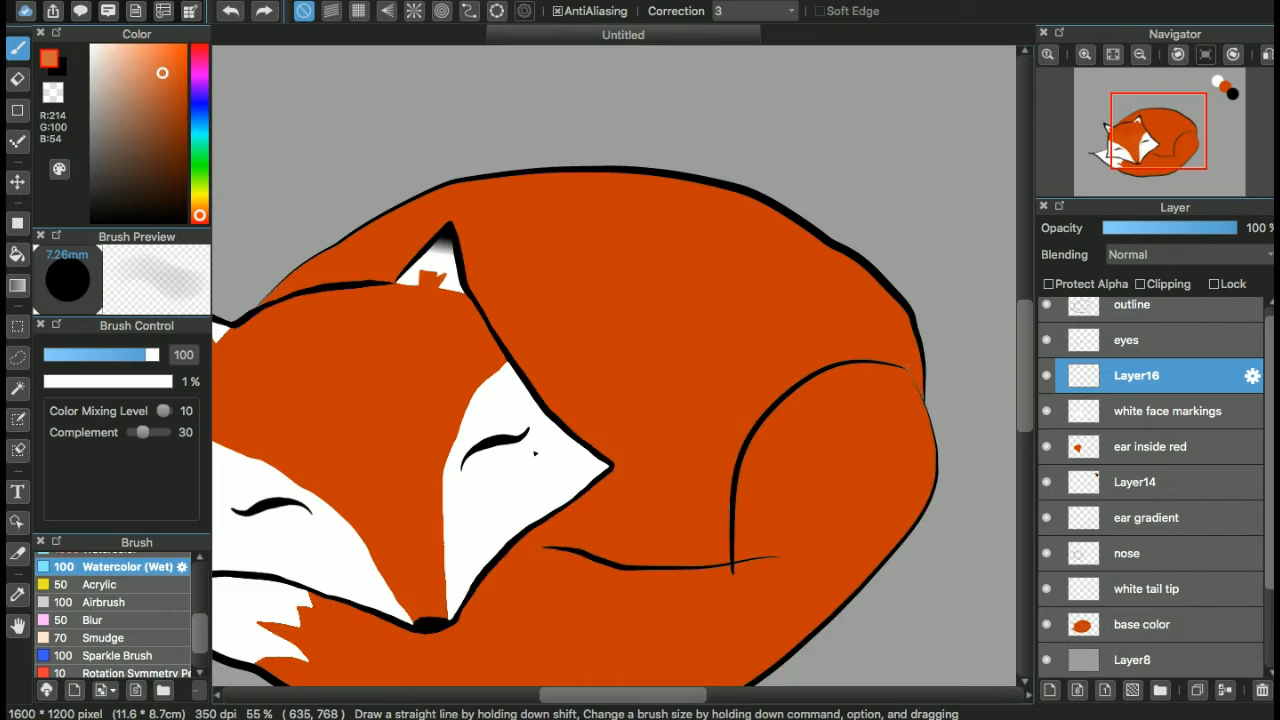 AntiAliasing Correction 3 Soft Edge
Color
Untitled
Navigator
R:214
G:100
B:54
Brush Preview
7.26mm
Brush Control
100
1 %
Color Mixing Level 10
Complement 30
Brush
100 Watercolor (Wet)
50 Acrylic
100 Airbrush
50 Blur
70 Smudge
100 Sparkle Brush
10 Rotation Symmetry Pe
Layer
Opacity 100 %
Blending Normal
Protect Alpha Clipping Lock
outline
eyes
Layer16
white face markings
ear inside red
Layer14
ear gradient
nose
white tail tip
base color
Layer8
T
1600 * 1200 pixel (11.6 * 8.7cm) 350 dpi 55 % ( 635, 768 ) Draw a straight line by holding down shift, Change a brush size by holding down command, option, and dragging